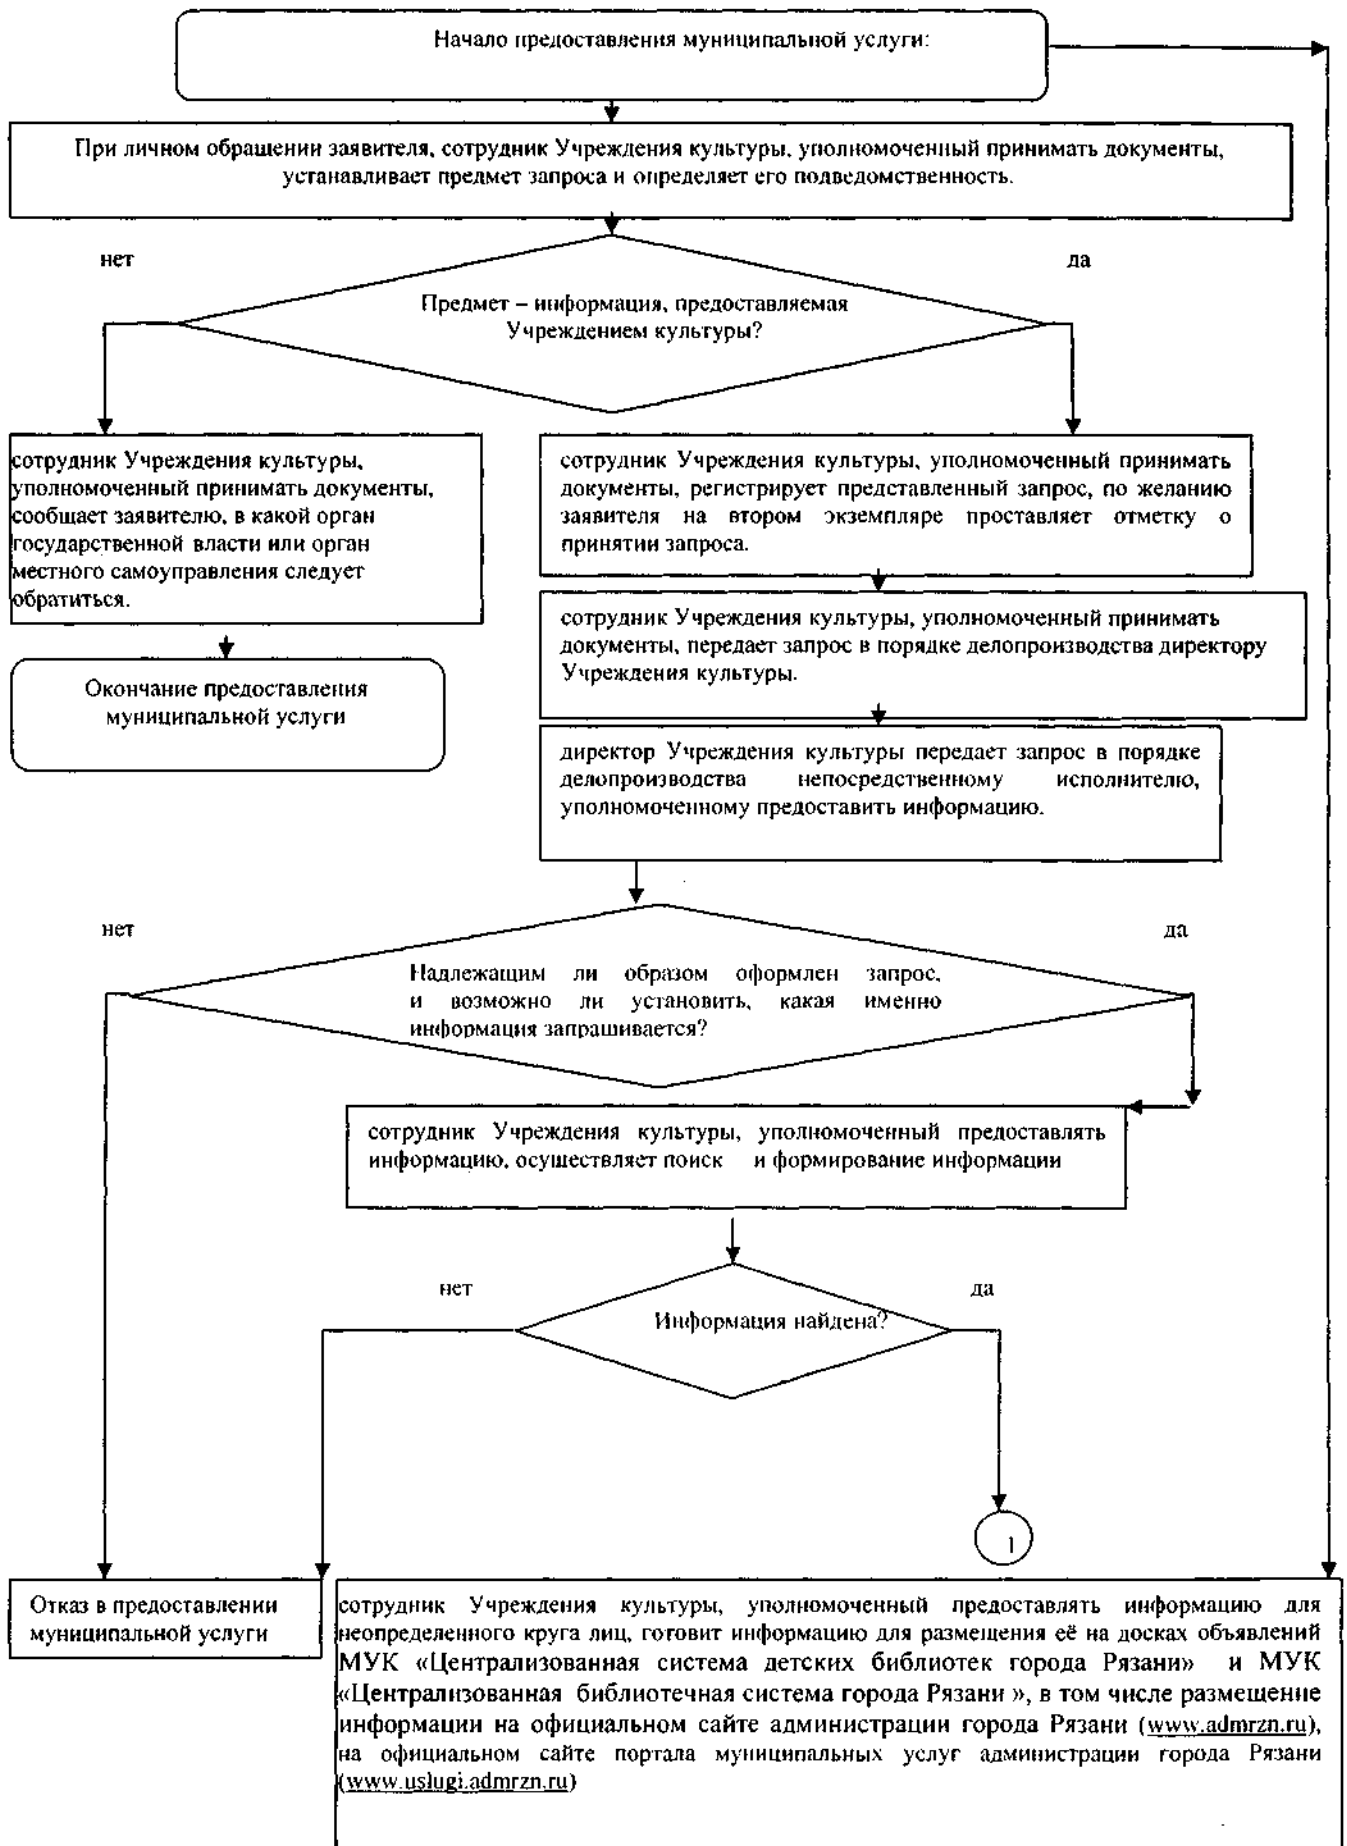 Начало предоставления муниципальной услуги:
При личном обращении заявителя, сотрудник Учреждения культуры, уполномоченный принимать документы,
устанавливает предмет запроса и определяет его подведомственность.
нет
да
Предмет – информация, предоставляемая
Учреждением культуры?
сотрудник Учреждения культуры,
уполномоченный принимать документы,
сообщает заявителю, в какой орган
государственной власти или орган
местного самоуправления следует
обратиться.
Окончание предоставления
муниципальной услуги
сотрудник Учреждения культуры, уполномоченный принимать
документы, регистрирует представленный запрос, по желанию
заявителя на втором экземпляре проставляет отметку о
принятии запроса.
сотрудник Учреждения культуры, уполномоченный принимать
документы, передает запрос в порядке делопроизводства директору
Учреждения культуры.
директор Учреждения культуры передает запрос в порядке
делопроизводства непосредственному исполнителю,
уполномоченному предоставить информацию.
нет
да
Надлежащим ли образом оформлен запрос,
и возможно ли установить, какая именно
информация запрашивается?
сотрудник Учреждения культуры, уполномоченный предоставлять
информацию, осуществляет поиск и формирование информации
нет
да
Информация найдена?
1
Отказ в предоставлении
муниципальной услуги
сотрудник Учреждения культуры, уполномоченный предоставлять информацию для
неопределенного круга лиц, готовит информацию для размещения её на досках объявлений
МУК «Централизованная система детских библиотек города Рязани» и МУК
«Централизованная библиотечная система города Рязани », в том числе размещение
информации на официальном сайте администрации города Рязани (www.admrzn.ru),
на официальном сайте портала муниципальных услуг администрации города Рязани
(www.uslugi.admrzn.ru)